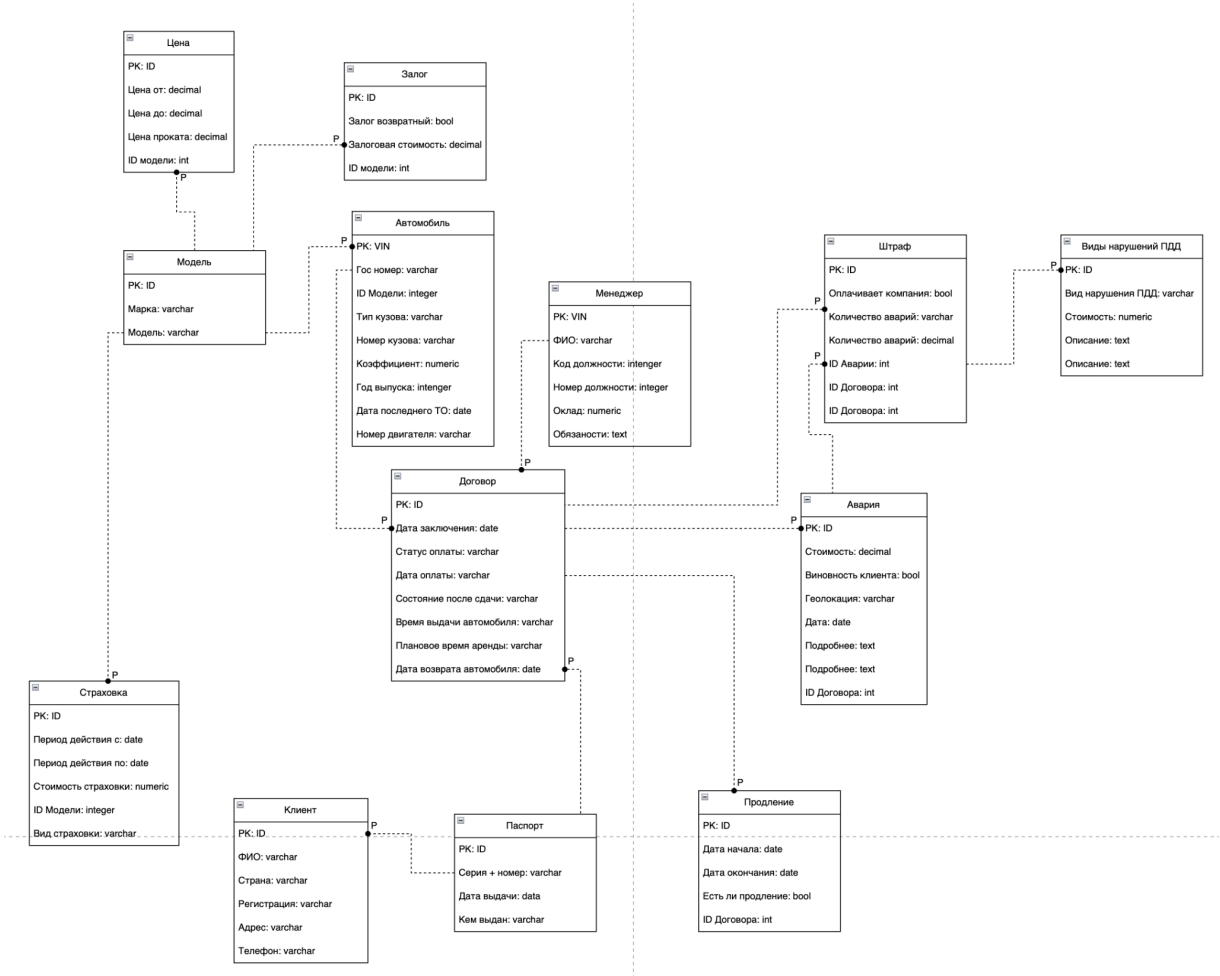 Цена
PK: ID
Цена от: decimal
Цена до: decimal
Цена проката: decimal
ID модели: int
P
Залог
PK: ID
Залог возвратный: bool
P
Залоговая стоимость: decimal
ID модели: int
Модель
PK: ID
Марка: varchar
Модель: varchar
Автомобиль
P
PK: VIN
Гос номер: varchar
ID Модели: integer
Тип кузова: varchar
Номер кузова: varchar
Коэффициент: numeric
Год выпуска: intenger
Дата последнего ТО: date
Номер двигателя: varchar
Менеджер
PK: VIN
ФИО: varchar
Код должности: intenger
Номер должности: integer
Оклад: numeric
Обязаности: text
Штраф
PK: ID
Оплачивает компания: bool
P
Количество аварий: varchar
Количество аварий: decimal
P
ID Аварии: int
ID Договора: int
ID Договора: int
Виды нарушений ПДД
P
PK: ID
Вид нарушения ПДД: varchar
Стоимость: numeric
Описание: text
Описание: text
P
Договор
PK: ID
P
Дата заключения: date
Статус оплаты: varchar
Дата оплаты: varchar
Состояние после сдачи: varchar
Время выдачи автомобиля: varchar
Плановое время аренды: varchar
P
Дата возврата автомобиля: date
Авария
P
PK: ID
Стоимость: decimal
Виновность клиента: bool
Геолокация: varchar
Дата: date
Подробнее: text
Подробнее: text
ID Договора: int
P
Страховка
PK: ID
Период действия с: date
Период действия по: date
Стоимость страховки: numeric
ID Модели: integer
Вид страховки: varchar
Клиент
P
PK: ID
ФИО: varchar
Страна: varchar
Регистрация: varchar
Адрес: varchar
Телефон: varchar
Паспорт
PK: ID
Серия + номер: varchar
Дата выдачи: data
Кем выдан: varchar
P
Продление
PK: ID
Дата начала: date
Дата окончания: date
Есть ли продление: bool
ID Договора: int